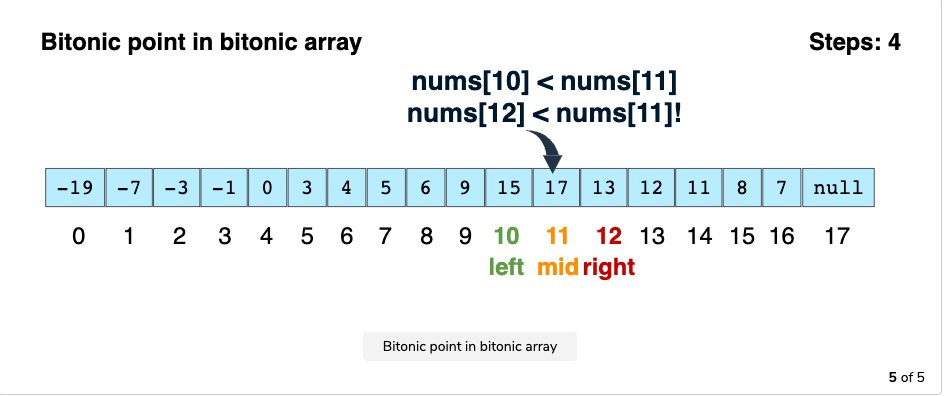 Bitonic point in bitonic array
Steps: 4
nums[10] < nums[11]
nums[12] < nums[11]!
-19 -7 -3 -1 0 3 4 5 6 9 15 17 13 12 11 8 7 null
0 1 2 3 4 5 6 7 8 9 10 11 12 13 14 15 16 17
left mid right
Bitonic point in bitonic array
5 of 5